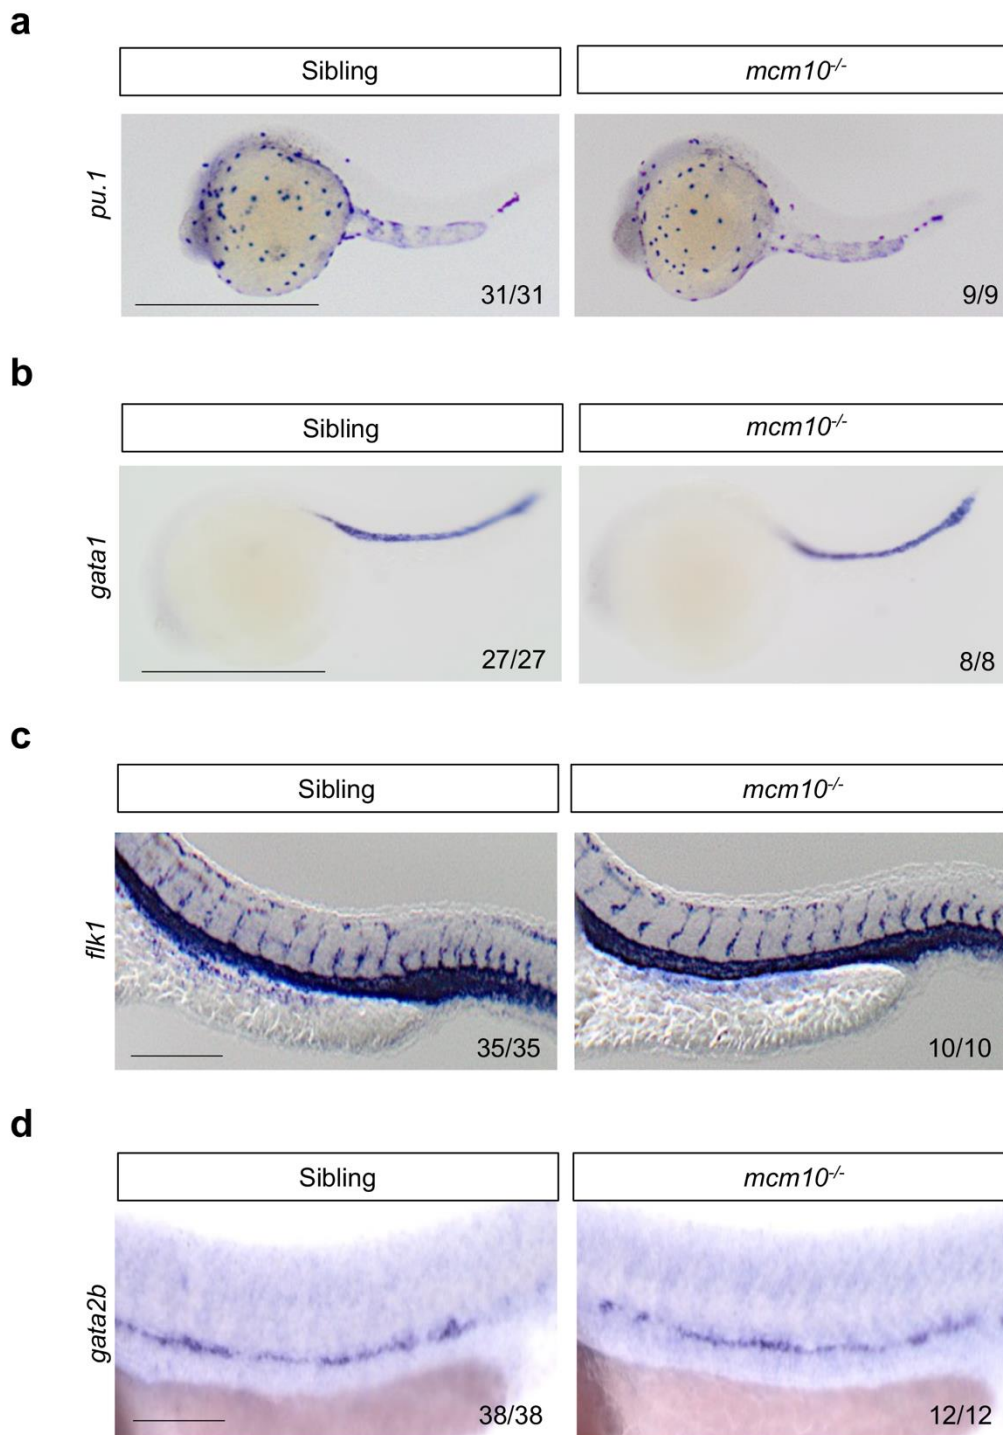 a
Sibling
mcm10-/-
pu.1
31/31
9/9
b
Sibling
mcm10-/-
gata1
27/27
8/8
c
Sibling
mcm10-/-
flk1
35/35
10/10
d
Sibling
mcm10-/-
gata2b
38/38
12/12